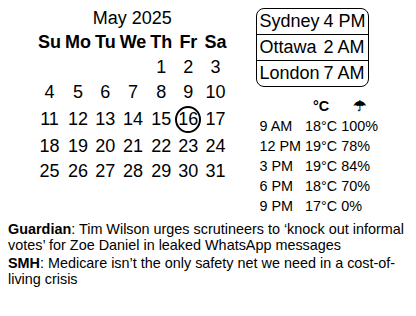 May 2025
Su Mo Tu We Th Fr Sa
1 2 3
4 5 6 7 8 9 10
11 12 13 14 15 16 17
18 19 20 21 22 23 24
25 26 27 28 29 30 31
Sydney 4 PM
Ottawa 2 AM
London 7 AM
°C ☂
9 AM 18°C 100%
12 PM 19°C 78%
3 PM 19°C 84%
6 PM 18°C 70%
9 PM 17°C 0%
Guardian: Tim Wilson urges scrutineers to ‘knock out informal
votes’ for Zoe Daniel in leaked WhatsApp messages
SMH: Medicare isn’t the only safety net we need in a cost-of-
living crisis